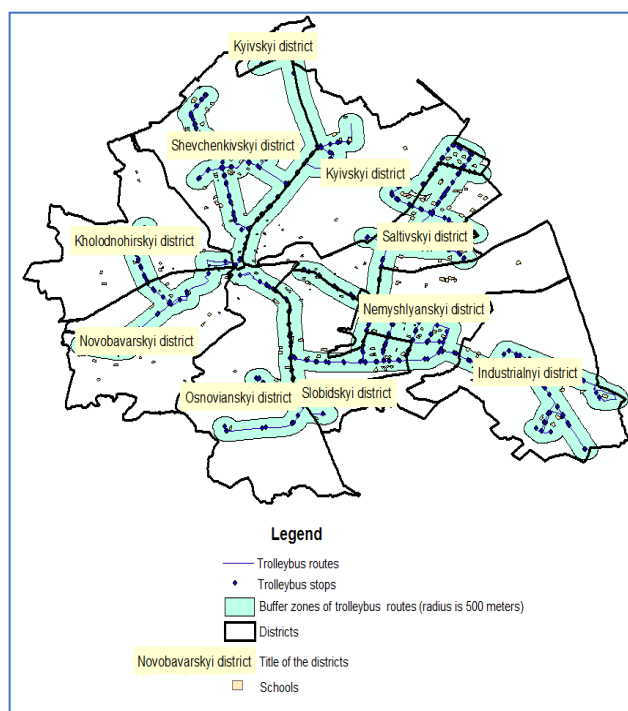 Kyivskyi district
Shevchenkivskyi district
Kyivskyi district
Kholodnohirskyi district
Saltivskyi district
Nemyshlyanskyi district
Novobavarskyi district
Industrialnyi district
Osnovianskyi district
Slobidskyi district
Legend
Trolleybus routes
Trolleybus stops
Buffer zones of trolleybus routes (radius is 500 meters)
Districts
Novobavarskyi district Title of the districts
Schools